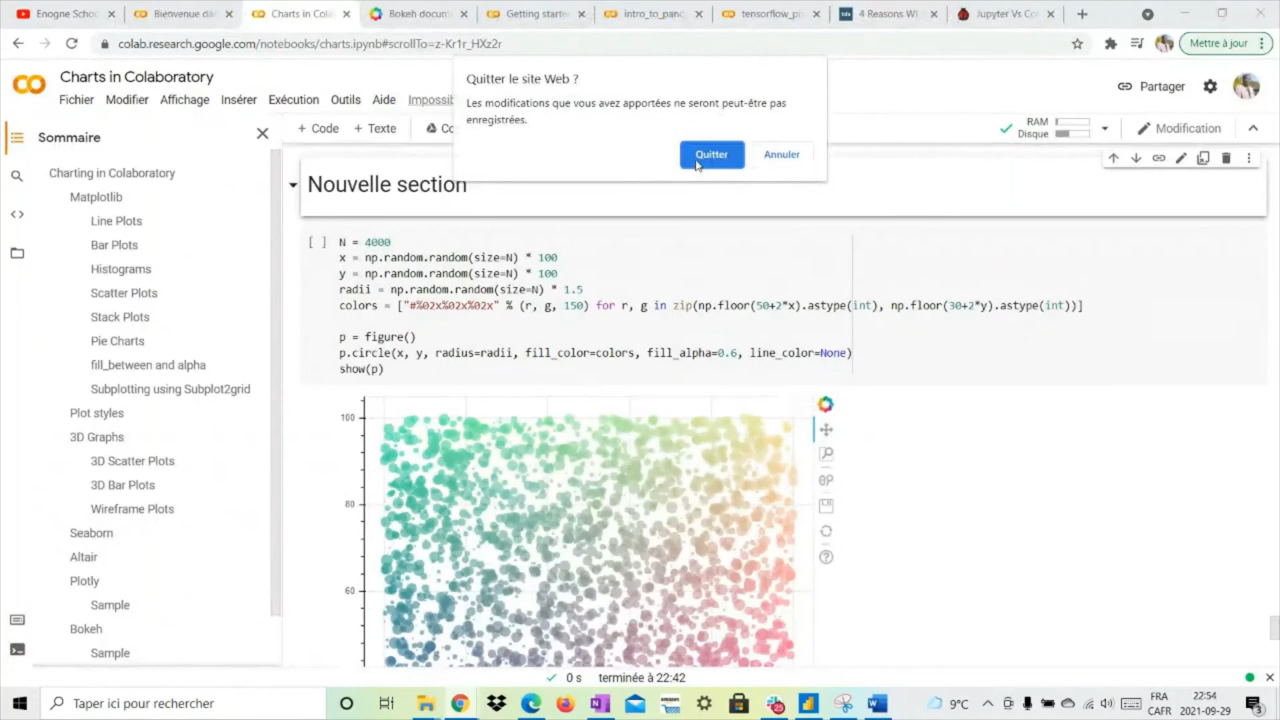 Enogne Schoo
Bienvenue da
Charts in Cola
Bokeh docum
Getting starte
intro_to_pan
tensorflow_p
4 Reasons W
Jupyter Vs Co
colab.research.google.com/notebooks/charts.ipynb#scrollTo=z-Kr1r_HXz2r
Mettre à jour
Charts in Colaboratory
Fichier Modifier Affichage Insérer Exécution Outils Aide Impossib
Quitter le site Web ?
Les modifications que vous avez apportées ne seront peut-être pas
enregistrées.
Quitter
Annuler
Partager
Sommaire
+ Code + Texte Co
RAM
Disque
Modification
Charting in Colaboratory
Matplotlib
Line Plots
Bar Plots
Histograms
Scatter Plots
Stack Plots
Pie Charts
fill_between and alpha
Subplotting using Subplot2grid
Plot styles
3D Graphs
3D Scatter Plots
3D Bar Plots
Wireframe Plots
Seaborn
Altair
Plotly
Sample
Bokeh
Sample
Nouvelle section
[ ] N = 4000
x = np.random.random(size=N) * 100
y = np.random.random(size=N) * 100
radii = np.random.random(size=N) * 1.5
colors = ["#%02x%02x%02x" % (r, g, 150) for r, g in zip(np.floor(50+2*x).astype(int), np.floor(30+2*y).astype(int))]
p = figure()
p.circle(x, y, radius=radii, fill_color=colors, fill_alpha=0.6, line_color=None)
show(p)
100
80
60
0 s terminée à 22:42
Taper ici pour rechercher
25
9°C
FRA
CAFR
22:54
2021-09-29
3